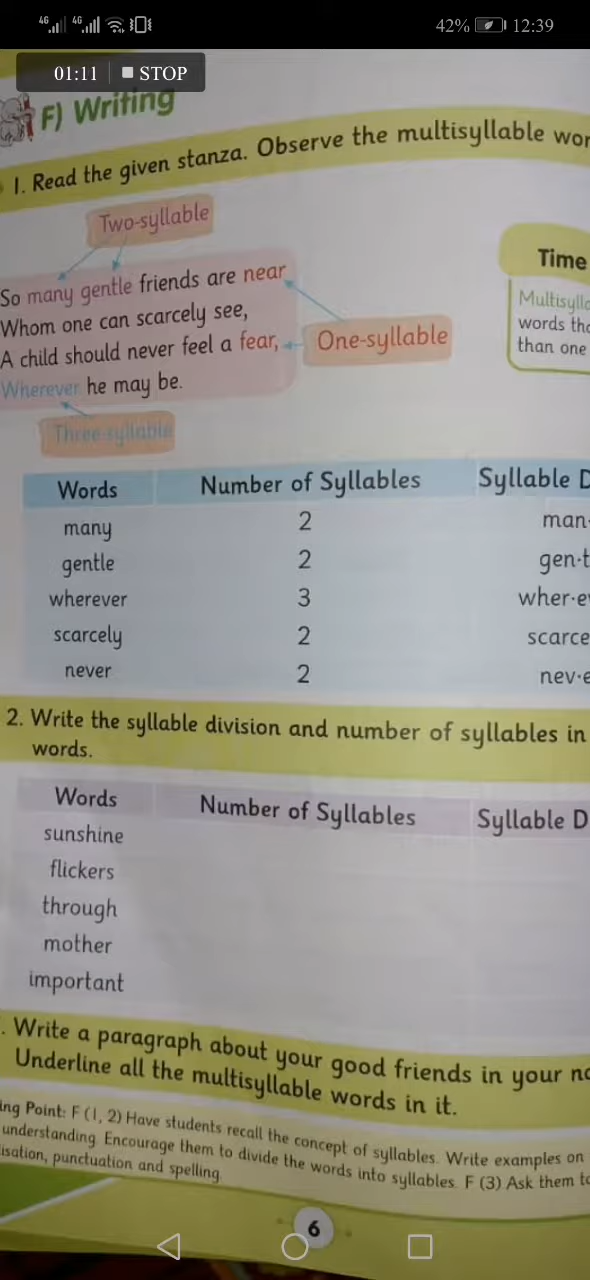 4G 4G 42% 12:39
01:11 STOP
F) Writing
1. Read the given stanza. Observe the multisyllable wor
Two-syllable
So many gentle friends are near
Whom one can scarcely see,
A child should never feel a fear,
Wherever he may be.
One-syllable
Three-syllable
Time
Multisylla
words tha
than one
Words Number of Syllables Syllable D
many 2 man·
gentle 2 gen·t
wherever 3 wher·ev
scarcely 2 scarce
never 2 nev·e
2. Write the syllable division and number of syllables in
words.
Words Number of Syllables Syllable D
sunshine
flickers
through
mother
important
. Write a paragraph about your good friends in your no
Underline all the multisyllable words in it.
ing Point: F (1, 2) Have students recall the concept of syllables. Write examples on
understanding. Encourage them to divide the words into syllables. F (3) Ask them to
isation, punctuation and spelling.
6